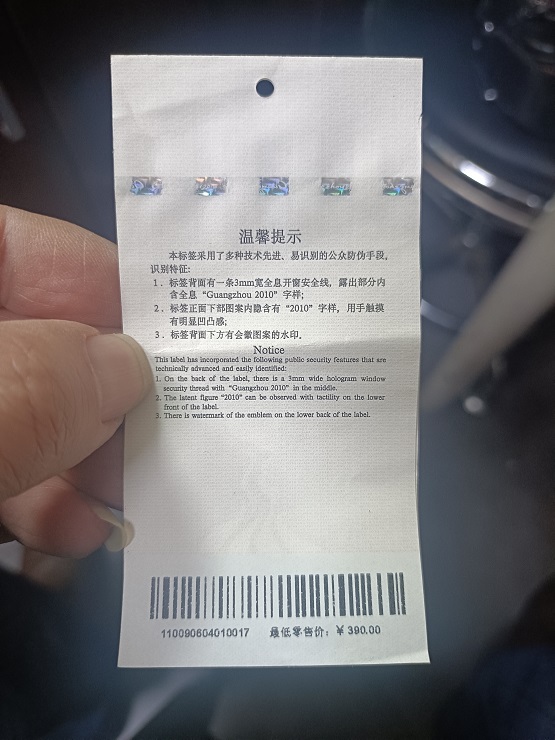 温馨提示
本标签采用了多种技术先进、易识别的公众防伪手段，
识别特征：
1．标签背面有一条3mm宽全息开窗安全线，露出部分内
含全息“Guangzhou 2010”字样；
2．标签正面下部图案内隐含有“2010”字样，用手触摸
有明显凹凸感；
3．标签背面下方有会徽图案的水印。
Notice
This label has incorporated the following public security features that are
technically advanced and easily identified:
1. On the back of the label, there is a 3mm wide hologram window
security thread with “Guangzhou 2010” in the middle.
2. The latent figure “2010” can be observed with tactility on the lower
front of the label.
3. There is watermark of the emblem on the lower back of the label.
110090604010017 最低零售价：￥390.00